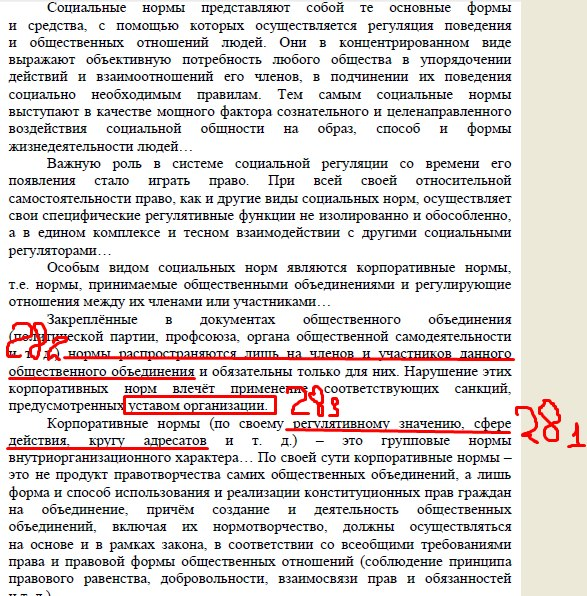 Социальные нормы представляют собой те основные формы
и средства, с помощью которых осуществляется регуляция поведения
и общественных отношений людей. Они в концентрированном виде
выражают объективную потребность любого общества в упорядочении
действий и взаимоотношений его членов, в подчинении их поведения
социально необходимым правилам. Тем самым социальные нормы
выступают в качестве мощного фактора сознательного и целенаправленного
воздействия социальной общности на образ, способ и формы
жизнедеятельности людей…
Важную роль в системе социальной регуляции со времени его
появления стало играть право. При всей своей относительной
самостоятельности право, как и другие виды социальных норм, осуществляет
свои специфические регулятивные функции не изолированно и обособленно,
а в едином комплексе и тесном взаимодействии с другими социальными
регуляторами…
Особым видом социальных норм являются корпоративные нормы,
т.е. нормы, принимаемые общественными объединениями и регулирующие
отношения между их членами или участниками…
Закреплённые в документах общественного объединения
(политической партии, профсоюза, органа общественной самодеятельности
и т. д.) нормы распространяются лишь на членов и участников данного
общественного объединения и обязательны только для них. Нарушение этих
корпоративных норм влечёт применение соответствующих санкций,
предусмотренных уставом организации. 283
Корпоративные нормы (по своему регулятивному значению, сфере 281
действия, кругу адресатов и т. д.) – это групповые нормы
внутриорганизационного характера… По своей сути корпоративные нормы –
это не продукт правотворчества самих общественных объединений, а лишь
форма и способ использования и реализации конституционных прав граждан
на объединение, причём создание и деятельность общественных
объединений, включая их нормотворчество, должны осуществляться
на основе и в рамках закона, в соответствии со всеобщими требованиями
права и правовой формы общественных отношений (соблюдение принципа
правового равенства, добровольности, взаимосвязи прав и обязанностей